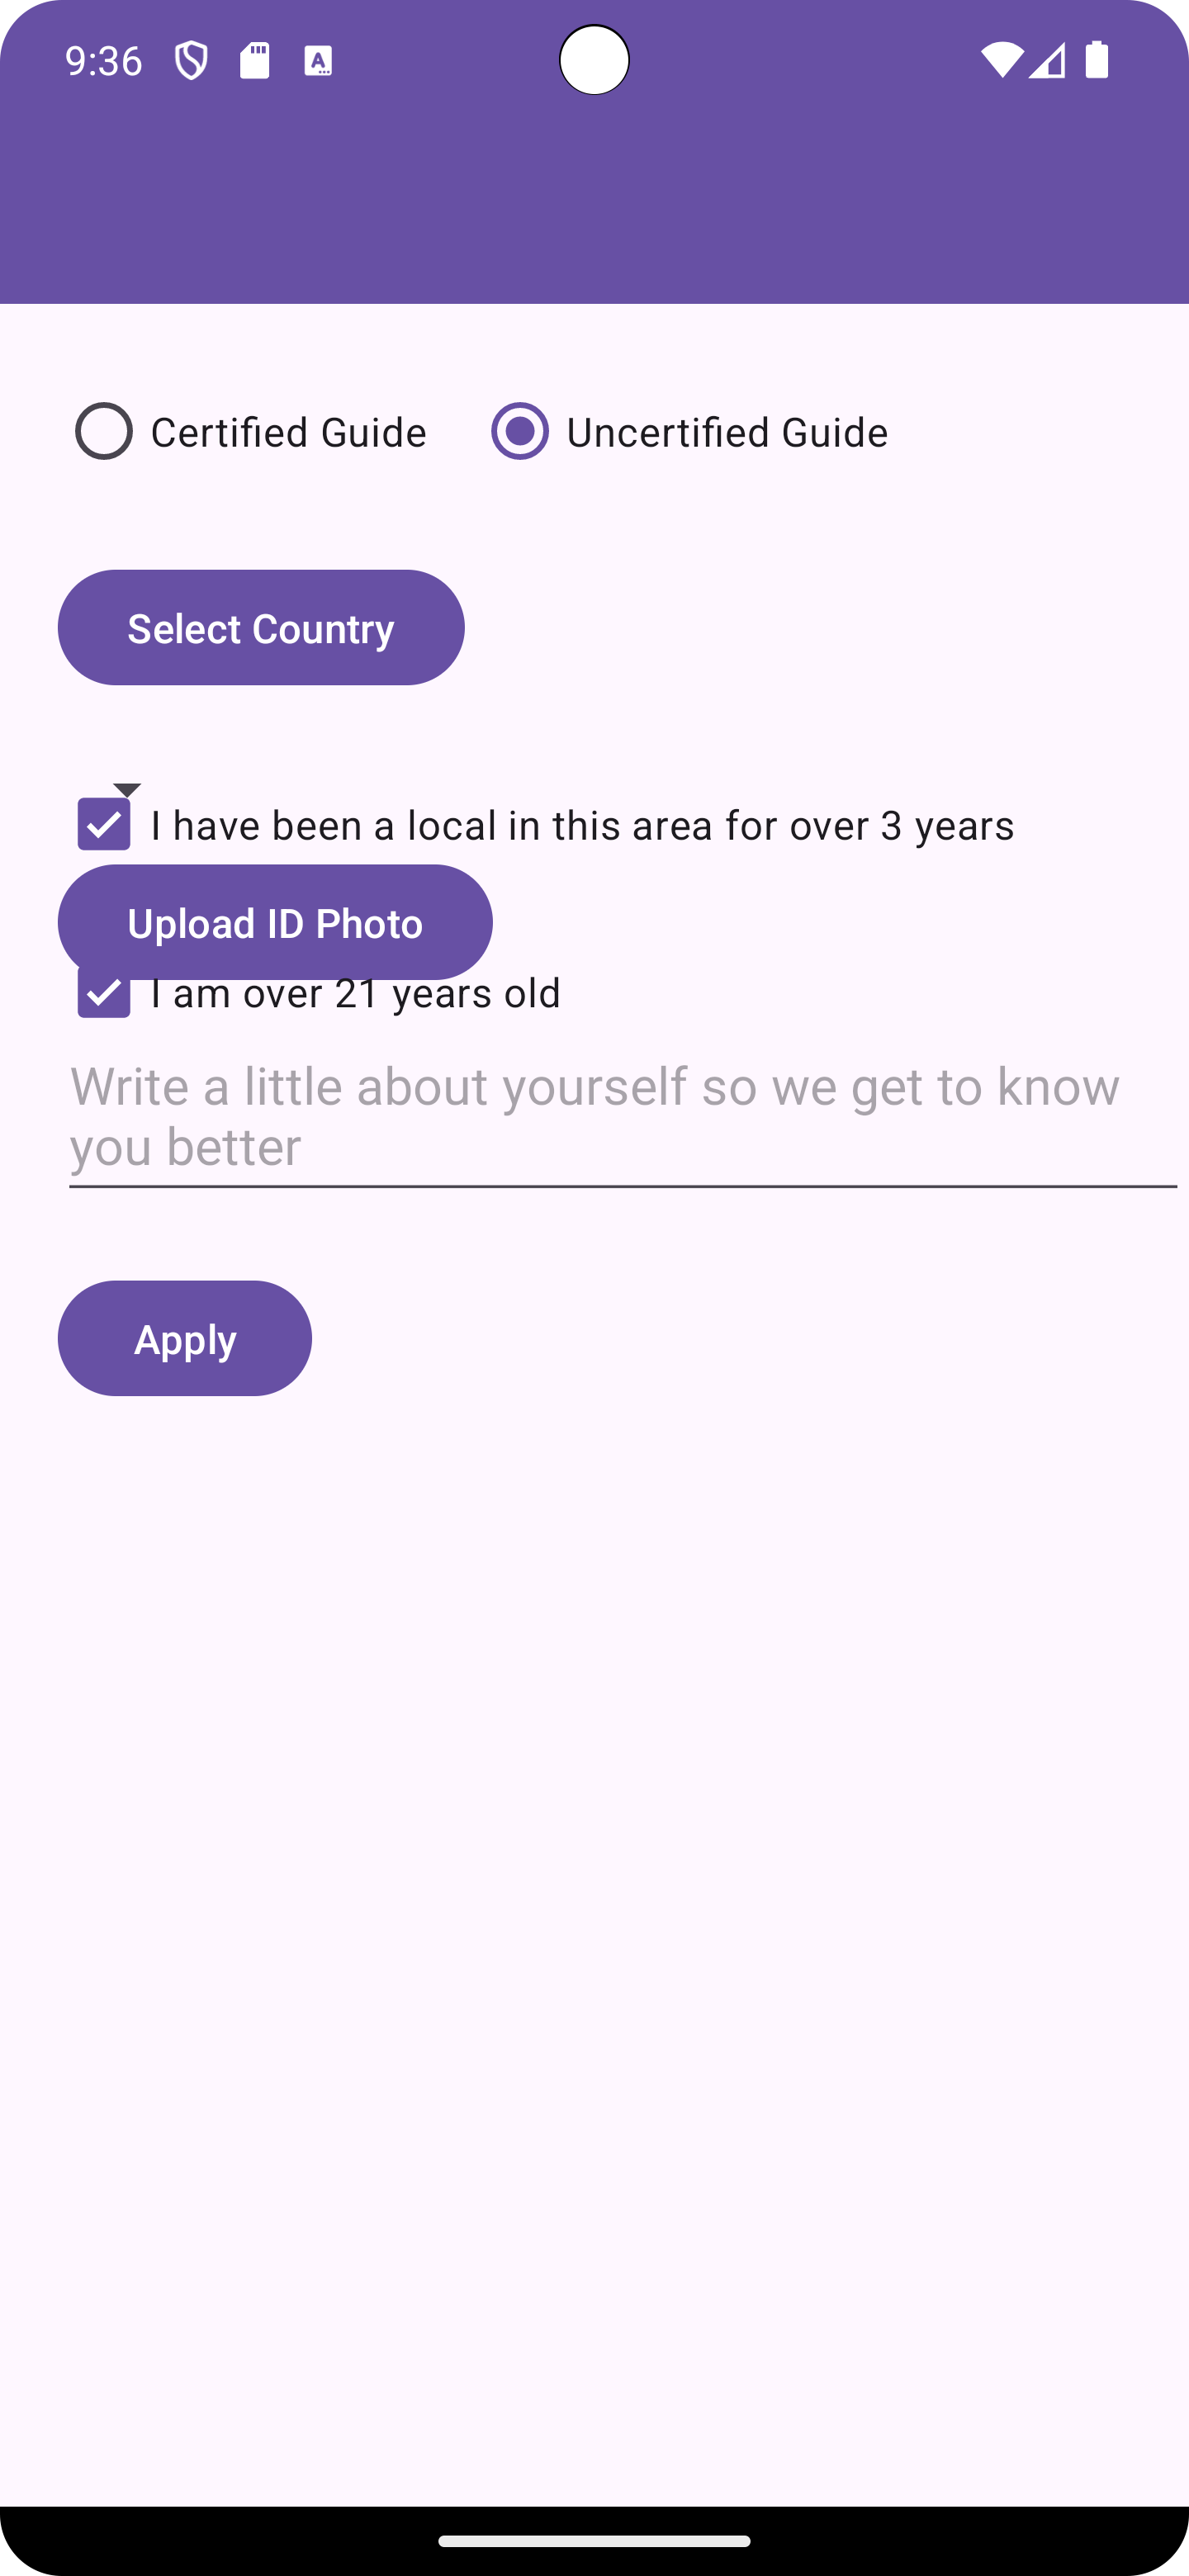 9:36
Certified Guide
Uncertified Guide
Select Country
I have been a local in this area for over 3 years
Upload ID Photo
I am over 21 years old
Write a little about yourself so we get to know
you better
Apply